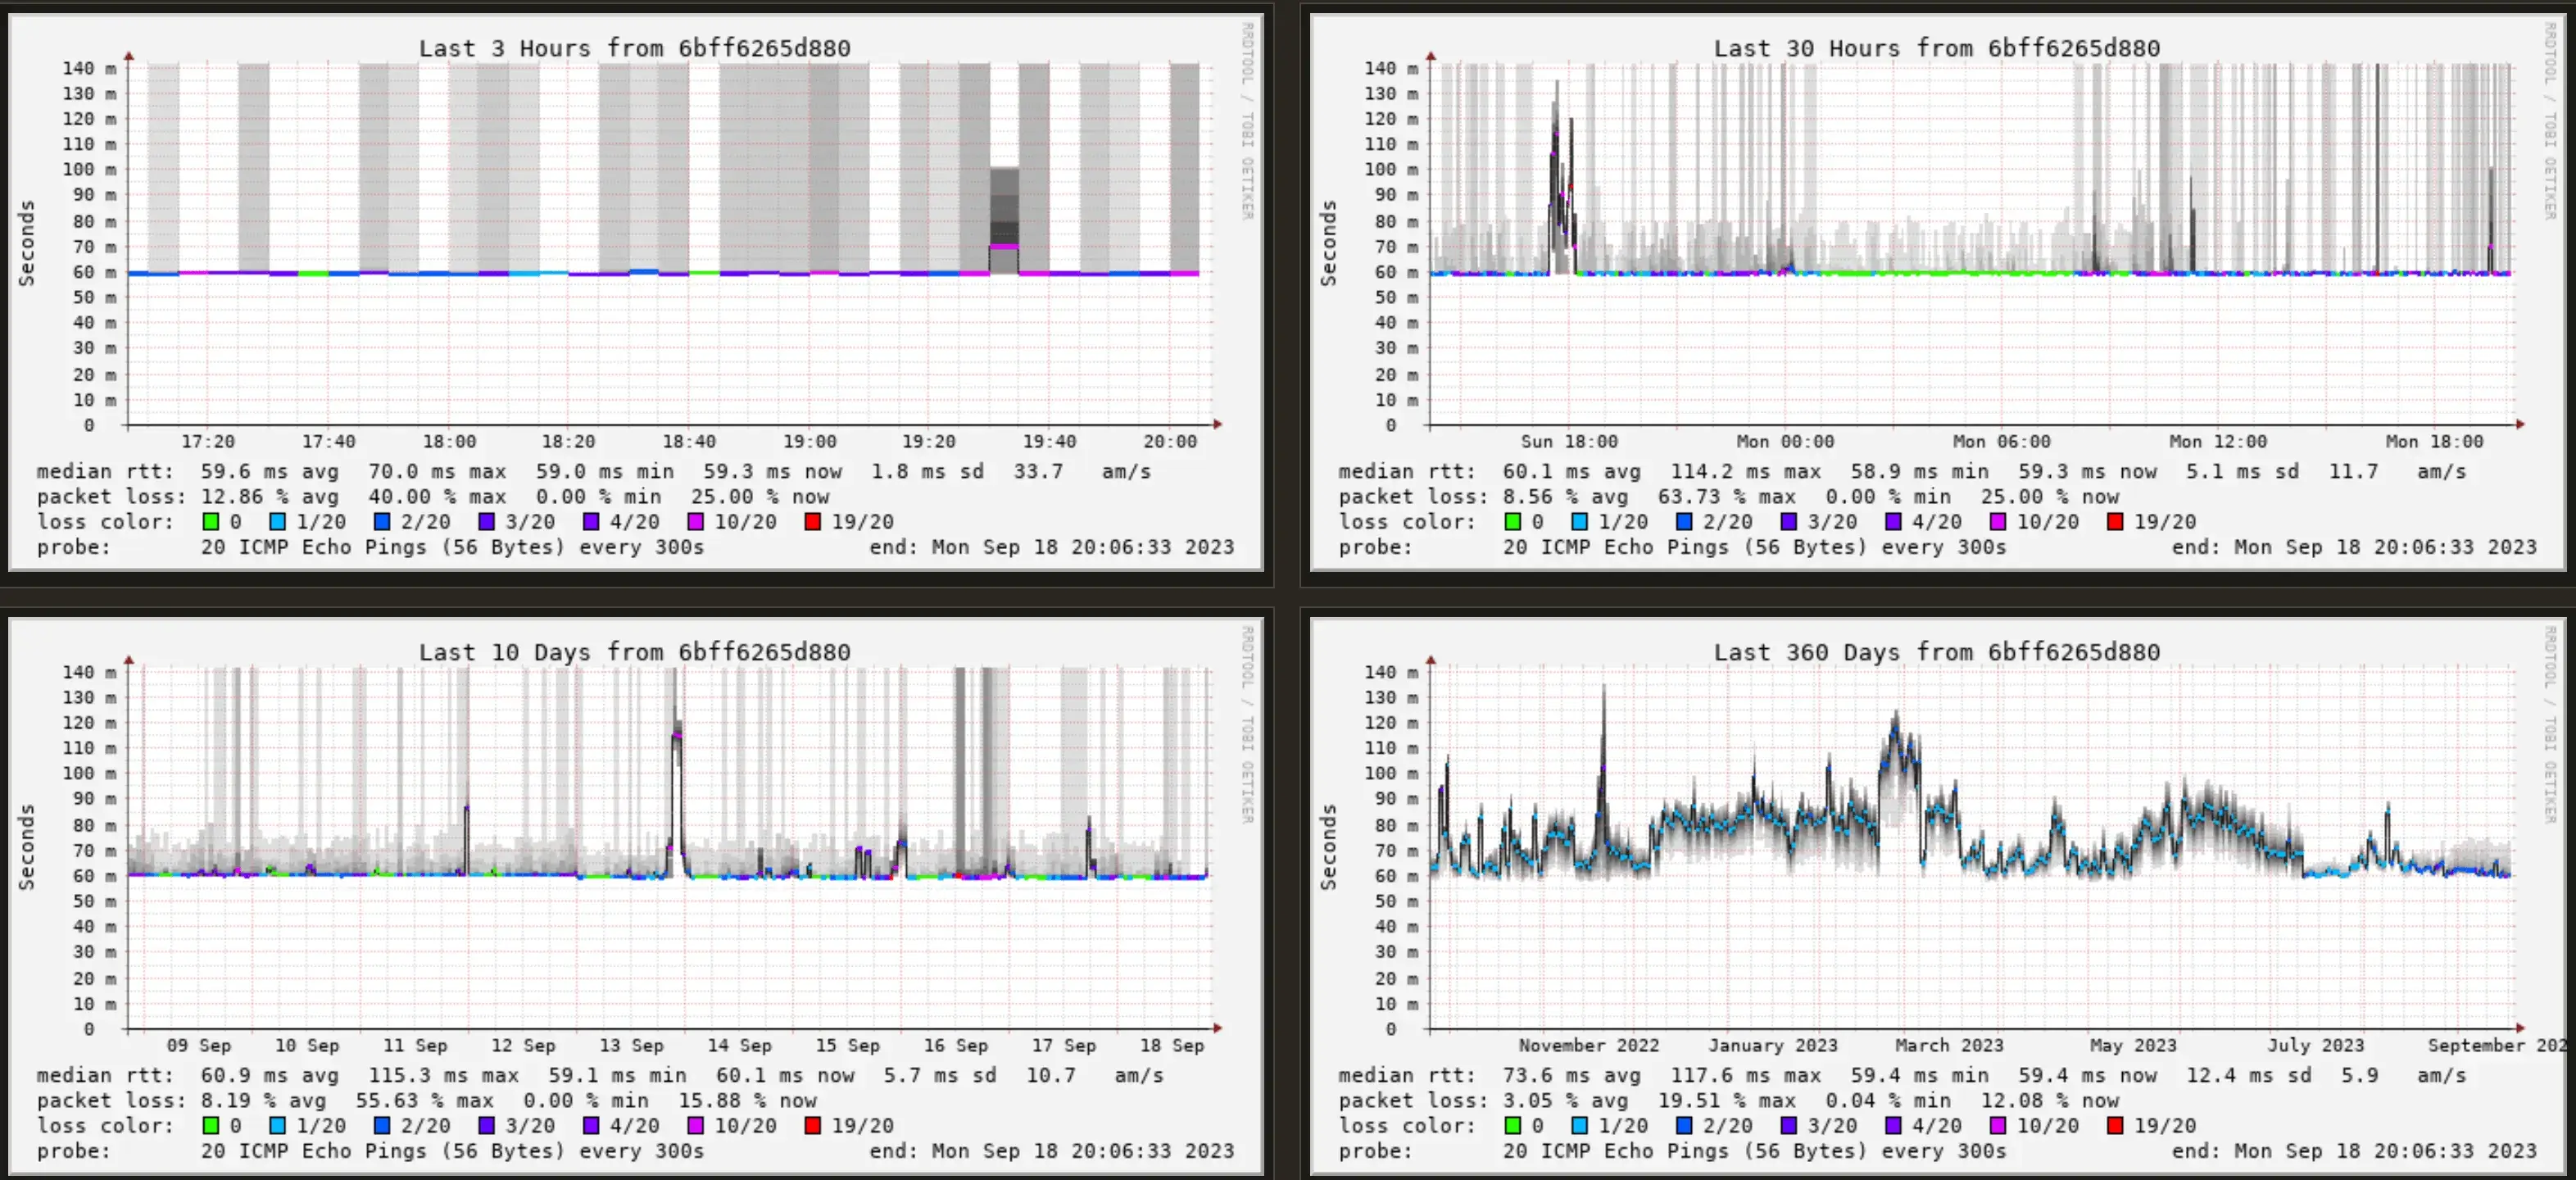 Last 3 Hours from 6bff6265d880
RRDTOOL / TOBI OETIKER
Seconds
140 m
130 m
120 m
110 m
100 m
90 m
80 m
70 m
60 m
50 m
40 m
30 m
20 m
10 m
0
17:20 17:40 18:00 18:20 18:40 19:00 19:20 19:40 20:00
median rtt: 59.6 ms avg 70.0 ms max 59.0 ms min 59.3 ms now 1.8 ms sd 33.7 am/s
packet loss: 12.86 % avg 40.00 % max 0.00 % min 25.00 % now
loss color: 0 1/20 2/20 3/20 4/20 10/20 19/20
probe: 20 ICMP Echo Pings (56 Bytes) every 300s end: Mon Sep 18 20:06:33 2023
Last 30 Hours from 6bff6265d880
RRDTOOL / TOBI OETIKER
Seconds
140 m
130 m
120 m
110 m
100 m
90 m
80 m
70 m
60 m
50 m
40 m
30 m
20 m
10 m
0
Sun 18:00 Mon 00:00 Mon 06:00 Mon 12:00 Mon 18:00
median rtt: 60.1 ms avg 114.2 ms max 58.9 ms min 59.3 ms now 5.1 ms sd 11.7 am/s
packet loss: 8.56 % avg 63.73 % max 0.00 % min 25.00 % now
loss color: 0 1/20 2/20 3/20 4/20 10/20 19/20
probe: 20 ICMP Echo Pings (56 Bytes) every 300s end: Mon Sep 18 20:06:33 2023
Last 10 Days from 6bff6265d880
RRDTOOL / TOBI OETIKER
Seconds
140 m
130 m
120 m
110 m
100 m
90 m
80 m
70 m
60 m
50 m
40 m
30 m
20 m
10 m
0
09 Sep 10 Sep 11 Sep 12 Sep 13 Sep 14 Sep 15 Sep 16 Sep 17 Sep 18 Sep
median rtt: 60.9 ms avg 115.3 ms max 59.1 ms min 60.1 ms now 5.7 ms sd 10.7 am/s
packet loss: 8.19 % avg 55.63 % max 0.00 % min 15.88 % now
loss color: 0 1/20 2/20 3/20 4/20 10/20 19/20
probe: 20 ICMP Echo Pings (56 Bytes) every 300s end: Mon Sep 18 20:06:33 2023
Last 360 Days from 6bff6265d880
RRDTOOL / TOBI OETIKER
Seconds
140 m
130 m
120 m
110 m
100 m
90 m
80 m
70 m
60 m
50 m
40 m
30 m
20 m
10 m
0
November 2022 January 2023 March 2023 May 2023 July 2023 September 202
median rtt: 73.6 ms avg 117.6 ms max 59.4 ms min 59.4 ms now 12.4 ms sd 5.9 am/s
packet loss: 3.05 % avg 19.51 % max 0.04 % min 12.08 % now
loss color: 0 1/20 2/20 3/20 4/20 10/20 19/20
probe: 20 ICMP Echo Pings (56 Bytes) every 300s end: Mon Sep 18 20:06:33 2023